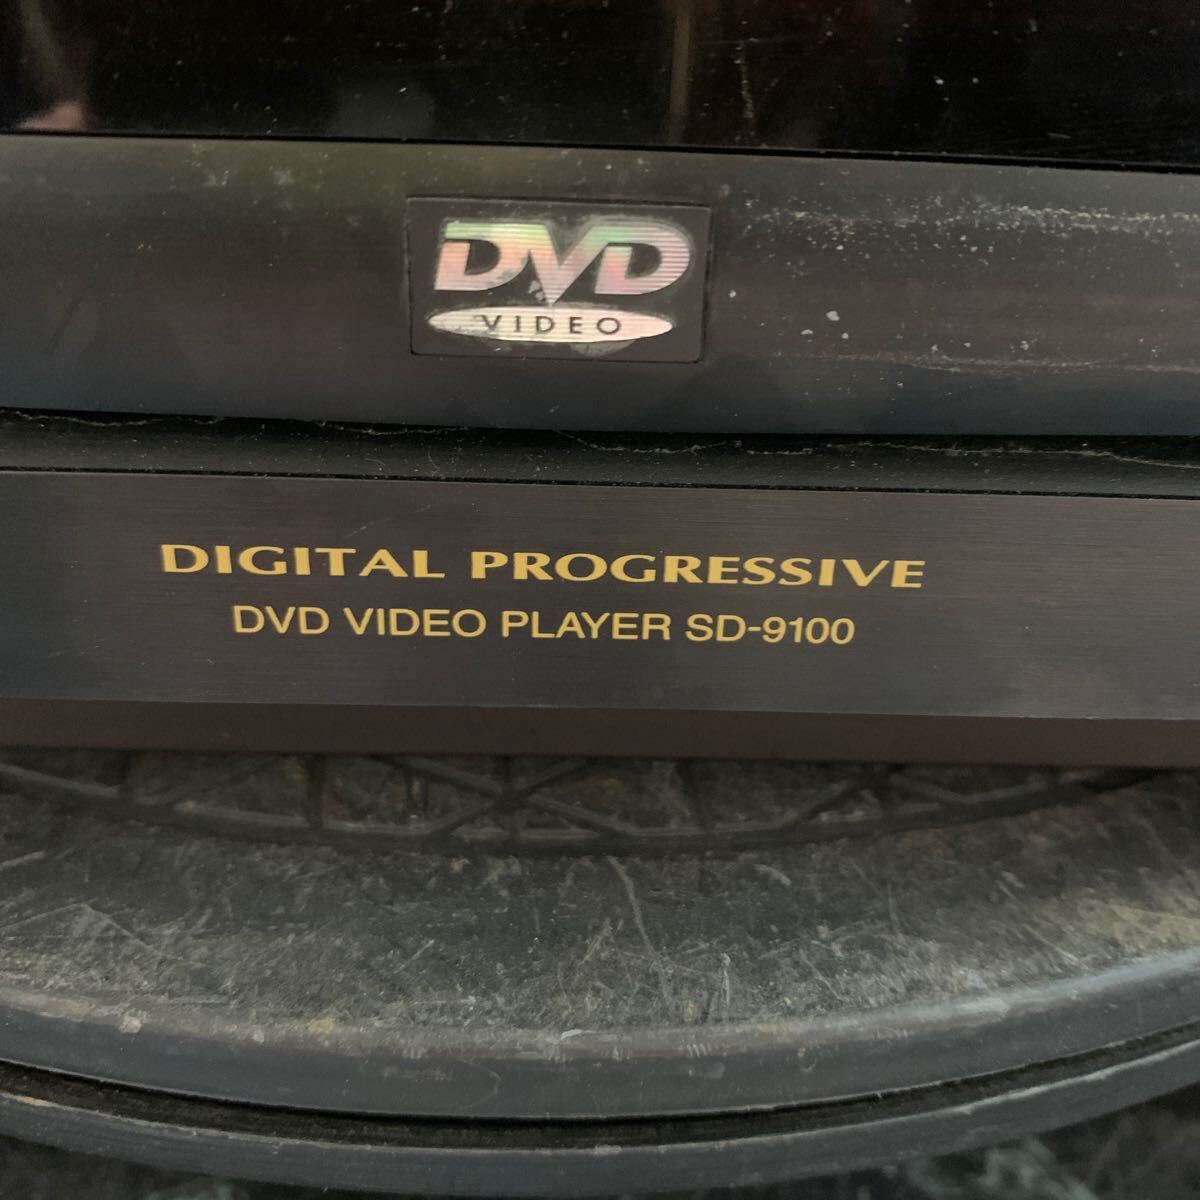 DVD
VIDEO
DIGITAL PROGRESSIVE
DVD VIDEO PLAYER SD-9100